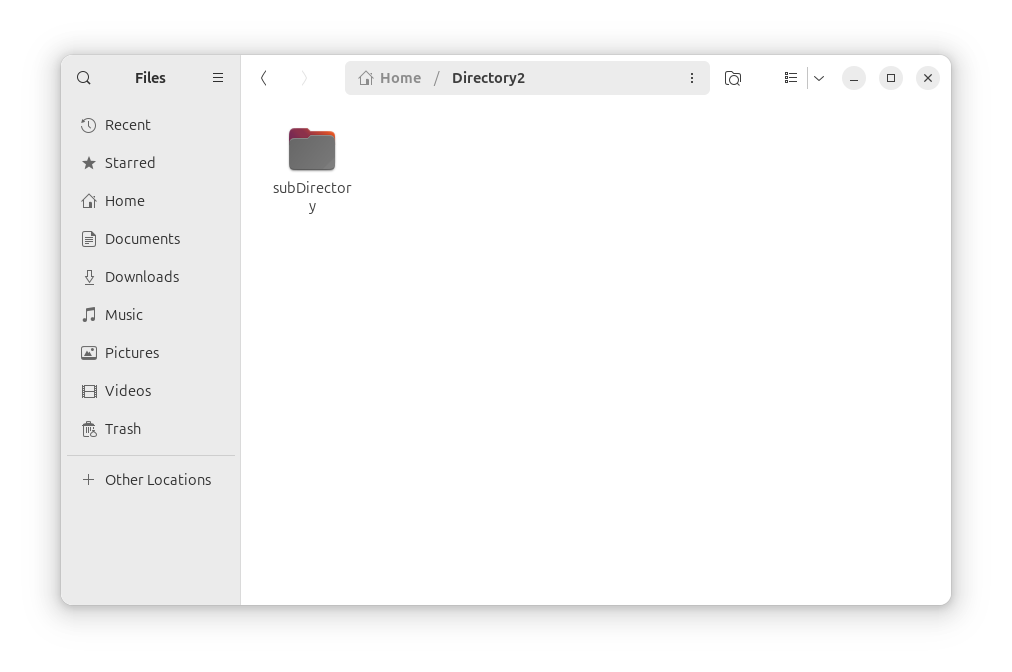 Files
Home / Directory2
Recent
Starred
Home
Documents
Downloads
Music
Pictures
Videos
Trash
Other Locations
subDirector
y